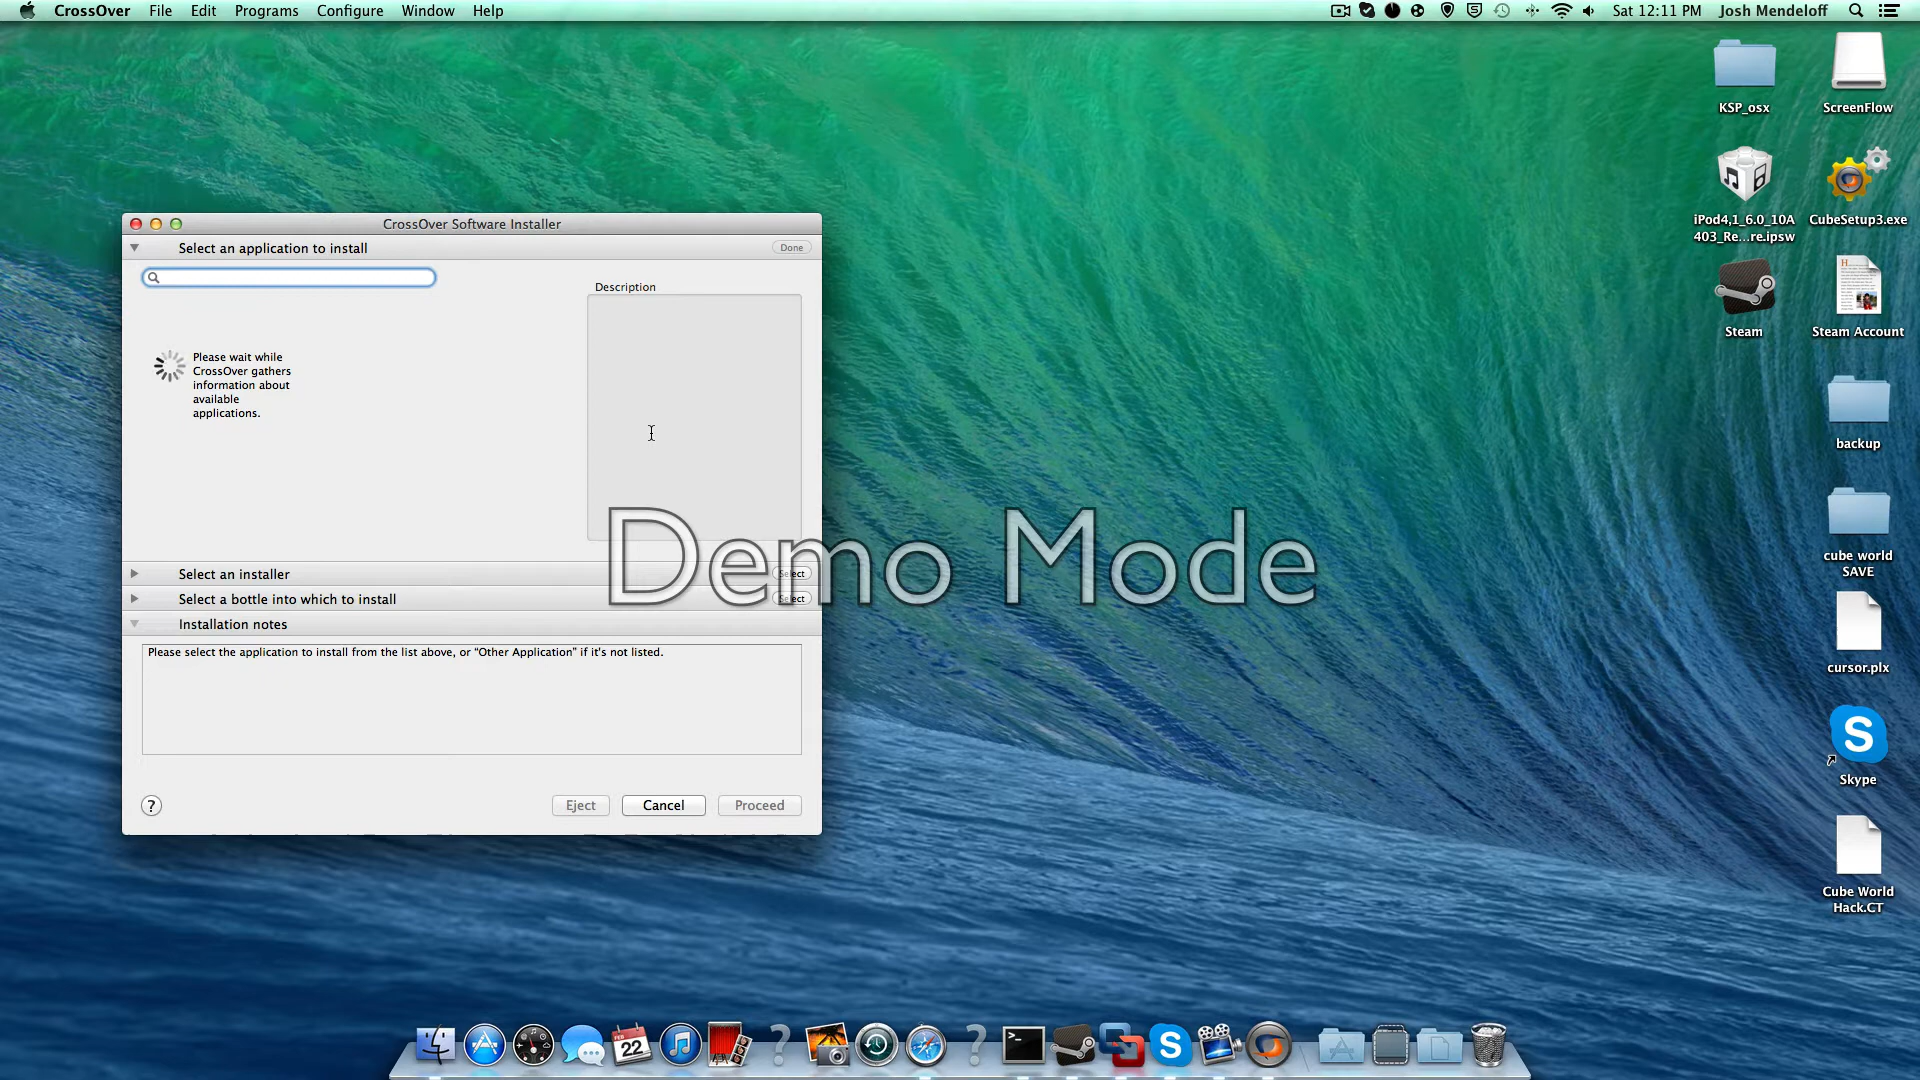 CrossOver File Edit Programs Configure Window Help Sat 12:11 PM Josh Mendeloff
KSP_osx
ScreenFlow
iPod4,1_6.0_10A
403_Re...re.ipsw
CubeSetup3.exe
Steam
Steam Account
backup
cube world
SAVE
cursor.plx
Skype
Cube World
Hack.CT
CrossOver Software Installer
Select an application to install Done
Description
Please wait while
CrossOver gathers
information about
available
applications.
Demo Mode
Select an installer Select
Select a bottle into which to install Select
Installation notes
Please select the application to install from the list above, or "Other Application" if it's not listed.
? Eject Cancel Proceed
22